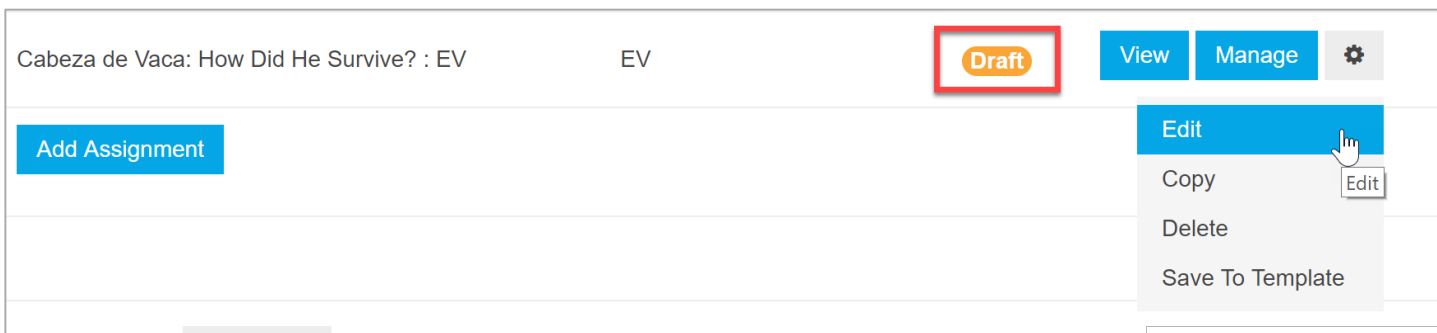 Cabeza de Vaca: How Did He Survive? : EV EV Draft View Manage
Add Assignment
Edit
Copy
Edit
Delete
Save To Template